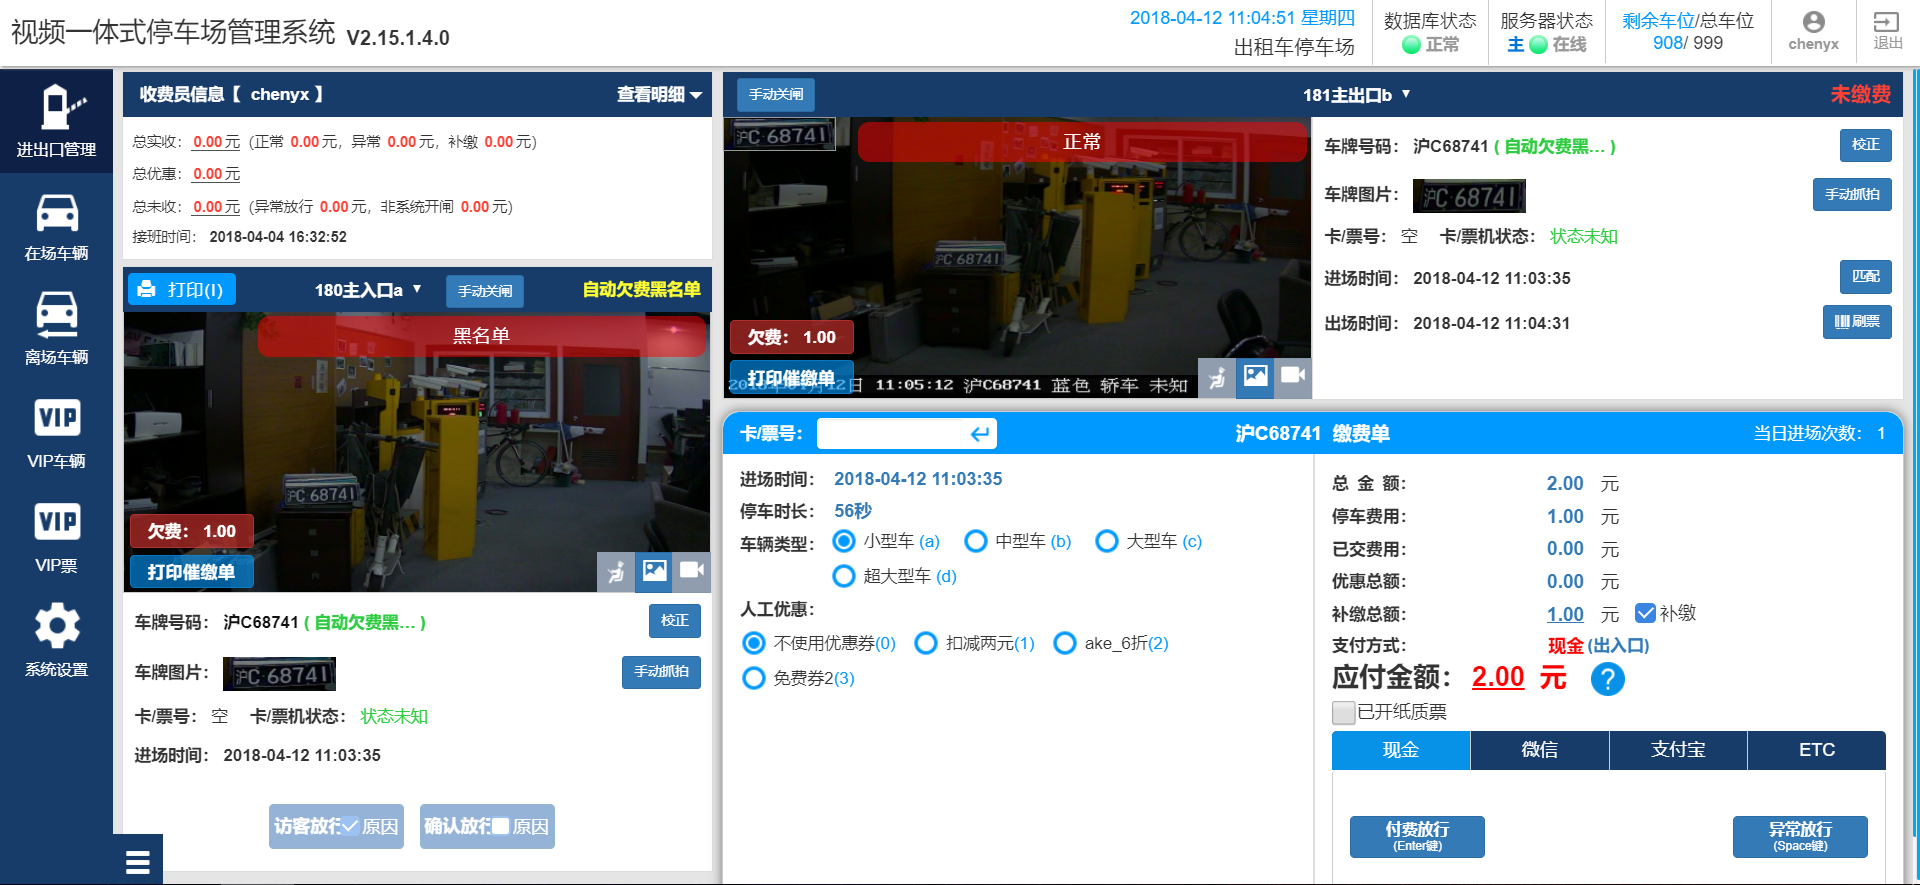 视频一体式停车场管理系统 V2.15.1.4.0
2018-04-12 11:04:51 星期四
出租车停车场
数据库状态
正常
服务器状态
主 在线
剩余车位/总车位
908/ 999
chenyx
退出
进出口管理
在场车辆
离场车辆
VIP
VIP车辆
VIP
VIP票
系统设置
收费员信息【 chenyx 】 查看明细
总实收: 0.00元 (正常 0.00元, 异常 0.00元, 补缴 0.00元)
总优惠: 0.00元
总未收: 0.00元 (异常放行 0.00元, 非系统开闸 0.00元)
接班时间: 2018-04-04 16:32:52
打印(I) 180主入口a 手动关闸 自动欠费黑名单
黑名单
沪C 68741
欠费: 1.00
打印催缴单
车牌号码: 沪C68741 ( 自动欠费黑... ) 校正
车牌图片: 沪C·68741 手动抓拍
卡/票号: 空 卡/票机状态: 状态未知
进场时间: 2018-04-12 11:03:35
访客放行 原因
确认放行 原因
手动关闸 181主出口b 未缴费
沪C·68741
正常
沪C 68741
欠费: 1.00
打印催缴单
11:05:12 沪C68741 蓝色 轿车 未知
车牌号码: 沪C68741 ( 自动欠费黑... ) 校正
车牌图片: 沪C·68741 手动抓拍
卡/票号: 空 卡/票机状态: 状态未知
进场时间: 2018-04-12 11:03:35 匹配
出场时间: 2018-04-12 11:04:31 刷票
卡/票号: 沪C68741 缴费单 当日进场次数: 1
进场时间: 2018-04-12 11:03:35
停车时长: 56秒
车辆类型: 小型车 (a) 中型车 (b) 大型车 (c)
超大型车 (d)
人工优惠:
不使用优惠券(0) 扣减两元(1) ake_6折(2)
免费券2(3)
总 金 额: 2.00 元
停车费用: 1.00 元
已交费用: 0.00 元
优惠总额: 0.00 元
补缴总额: 1.00 元 补缴
支付方式: 现金 (出入口)
应付金额: 2.00 元 ?
已开纸质票
现金 微信 支付宝 ETC
付费放行
(Enter键)
异常放行
(Space键)